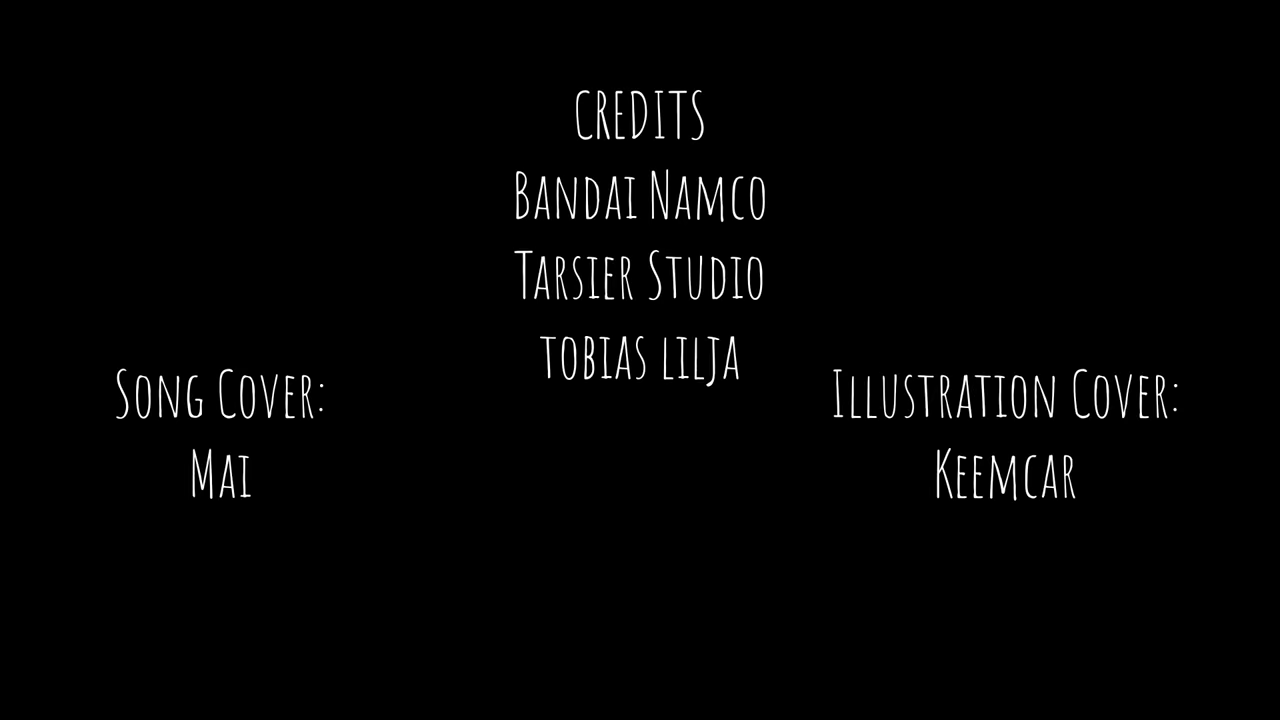 CREDITS
Bandai Namco
Tarsier Studio
tobias lilja
Song Cover:
Mai
Illustration Cover:
Keemcar